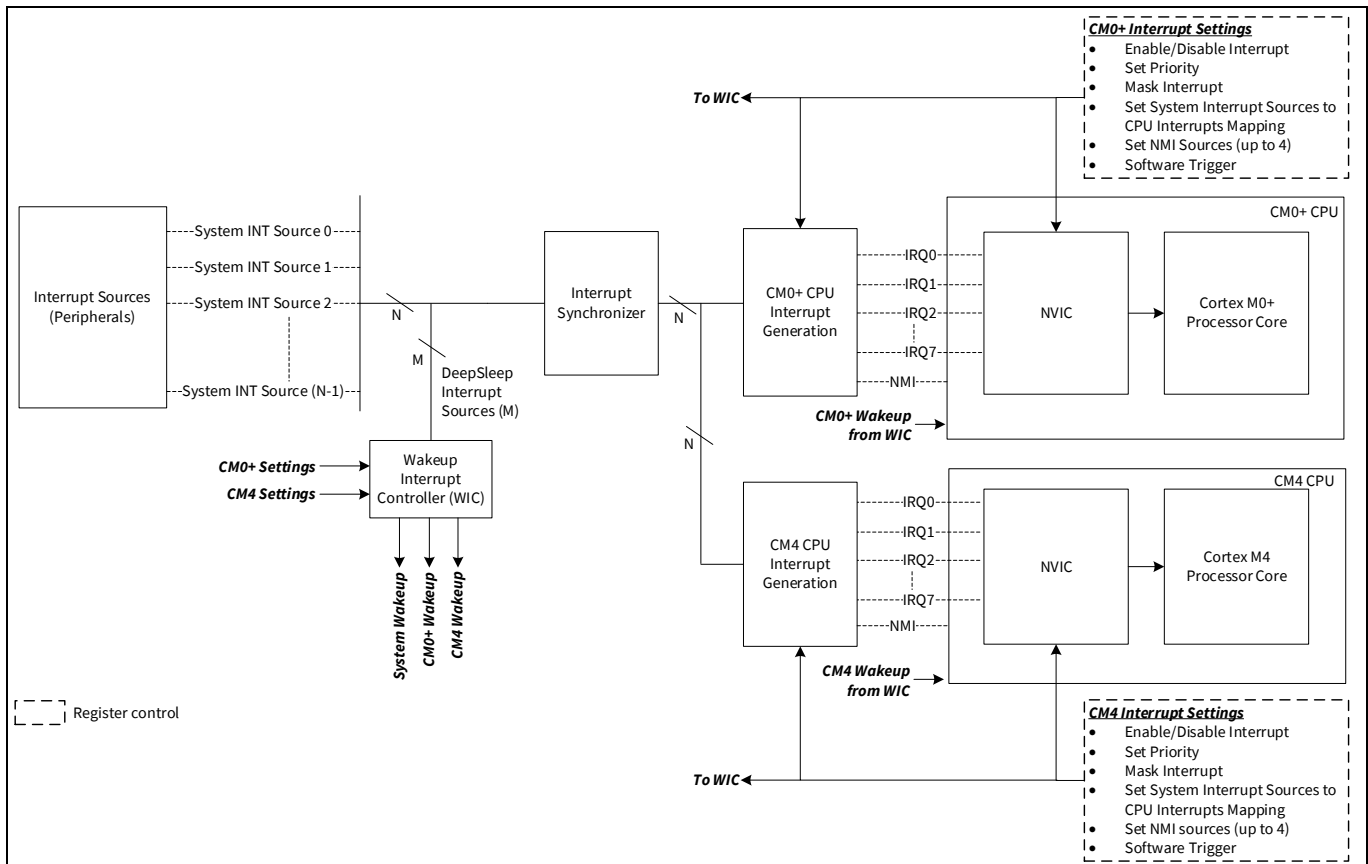 CM0+ Interrupt Settings
• Enable/Disable Interrupt
• Set Priority
• Mask Interrupt
• Set System Interrupt Sources to
CPU Interrupts Mapping
• Set NMI Sources (up to 4)
• Software Trigger
To WIC
Interrupt Sources
(Peripherals)
System INT Source 0
System INT Source 1
System INT Source 2
System INT Source (N-1)
N
M
DeepSleep
Interrupt
Sources (M)
Interrupt
Synchronizer
N
N
CM0+ CPU
Interrupt
Generation
IRQ0
IRQ1
IRQ2
IRQ7
NMI
CM0+ Wakeup
from WIC
CM0+ CPU
NVIC
Cortex M0+
Processor Core
CM0+ Settings
CM4 Settings
Wakeup
Interrupt
Controller (WIC)
System Wakeup
CM0+ Wakeup
CM4 Wakeup
CM4 CPU
Interrupt
Generation
IRQ0
IRQ1
IRQ2
IRQ7
NMI
CM4 Wakeup
from WIC
CM4 CPU
NVIC
Cortex M4
Processor Core
Register control
To WIC
CM4 Interrupt Settings
• Enable/Disable Interrupt
• Set Priority
• Mask Interrupt
• Set System Interrupt Sources to
CPU Interrupts Mapping
• Set NMI sources (up to 4)
• Software Trigger